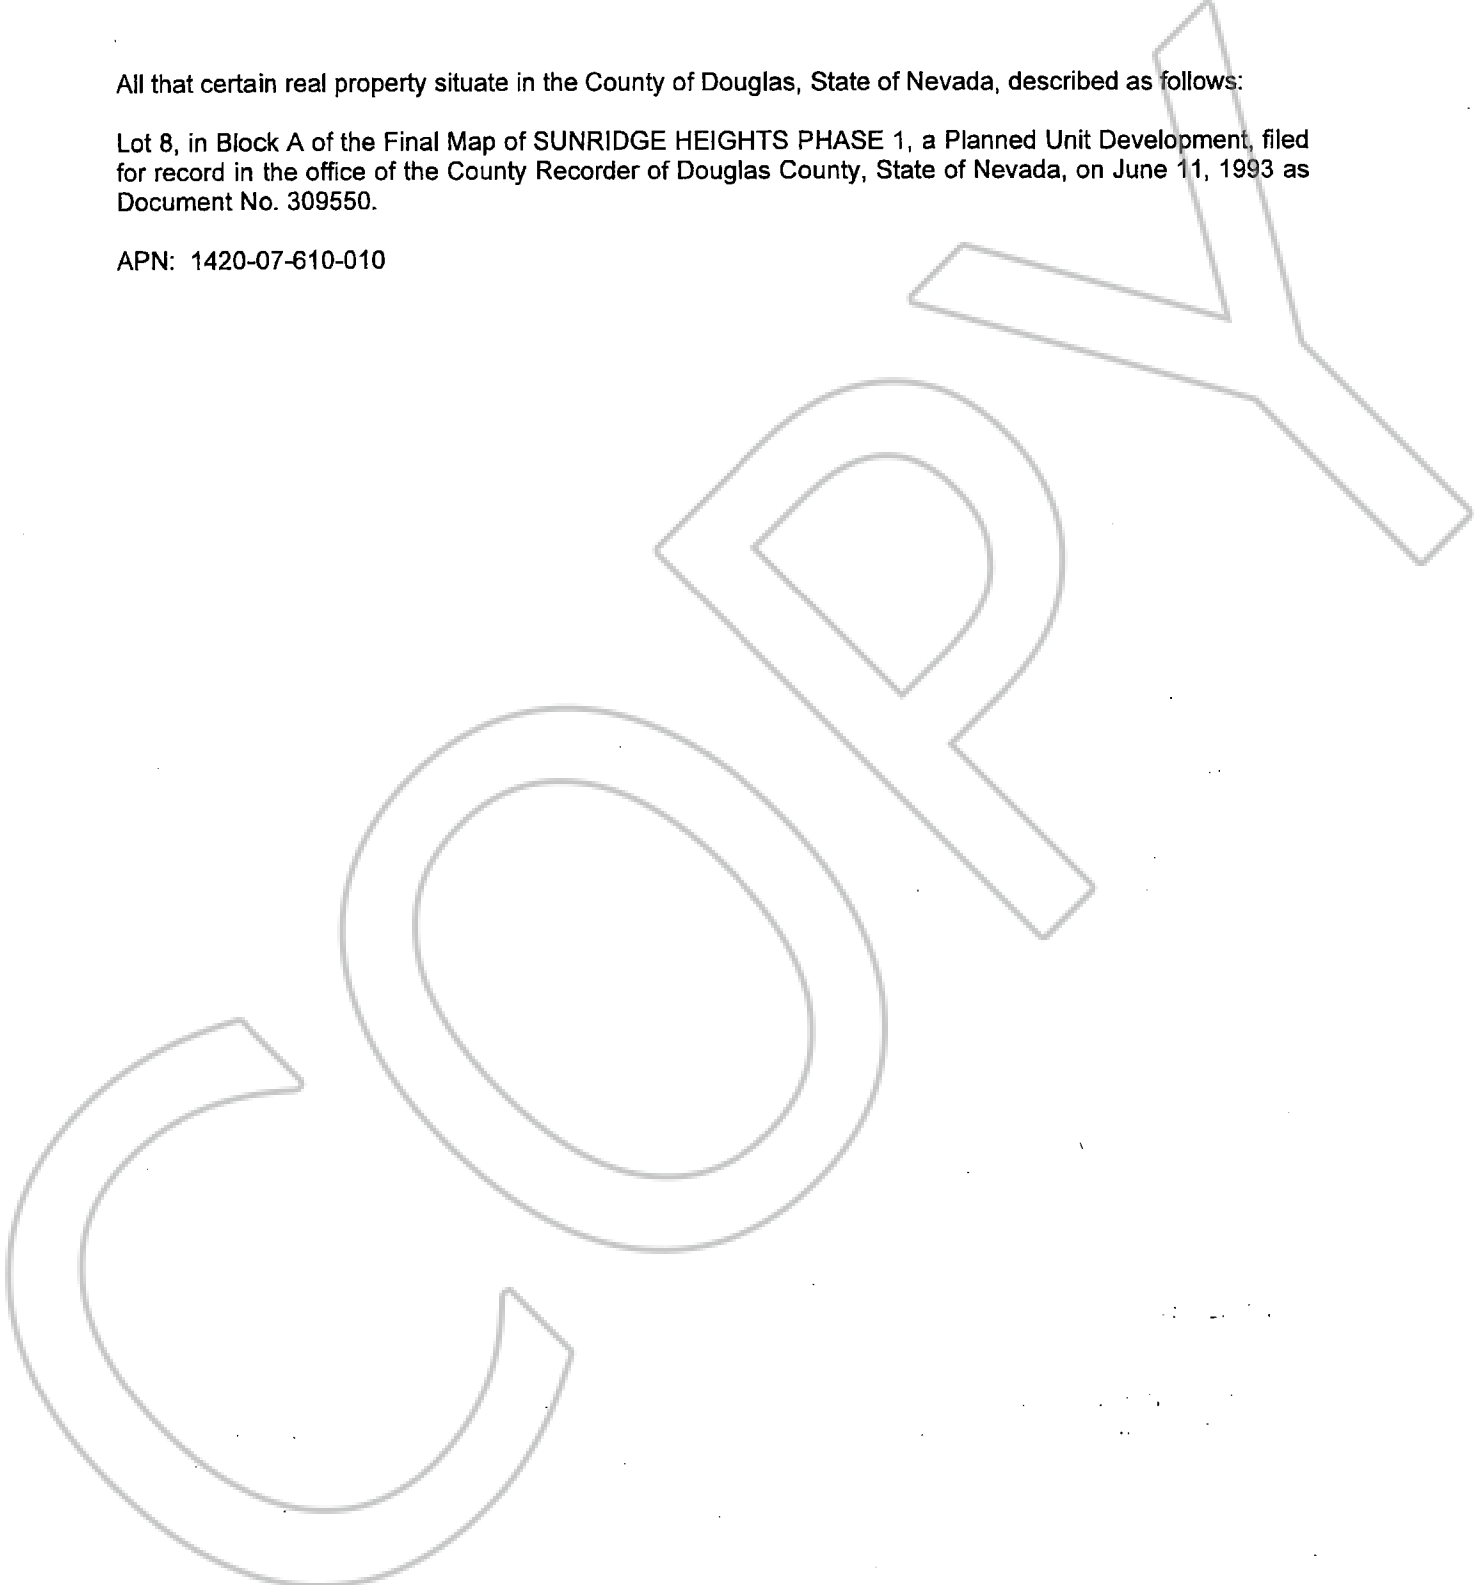 All that certain real property situate in the County of Douglas, State of Nevada, described as follows:
Lot 8, in Block A of the Final Map of SUNRIDGE HEIGHTS PHASE 1, a Planned Unit Development, filed
for record in the office of the County Recorder of Douglas County, State of Nevada, on June 11, 1993 as
Document No. 309550.
APN: 1420-07-610-010
COPY